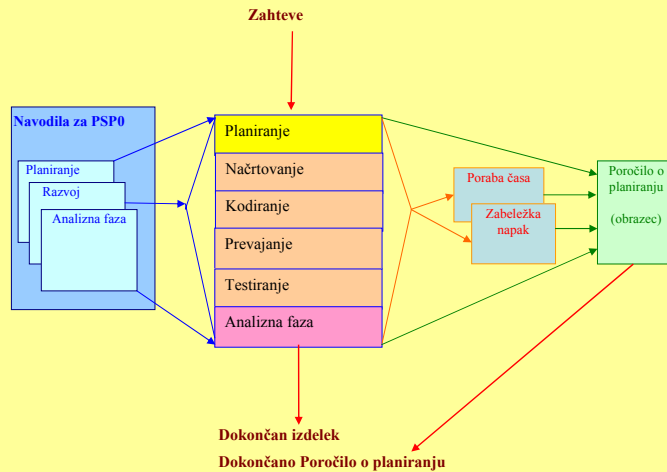 Zahteve
Navodila za PSP0
Planiranje
Razvoj
Analizna faza
Planiranje
Načrtovanje
Kodiranje
Prevajanje
Testiranje
Analizna faza
Poraba časa
Zabeležka
napak
Poročilo o
planiranju
(obrazec)
Dokončan izdelek
Dokončano Poročilo o planiranju